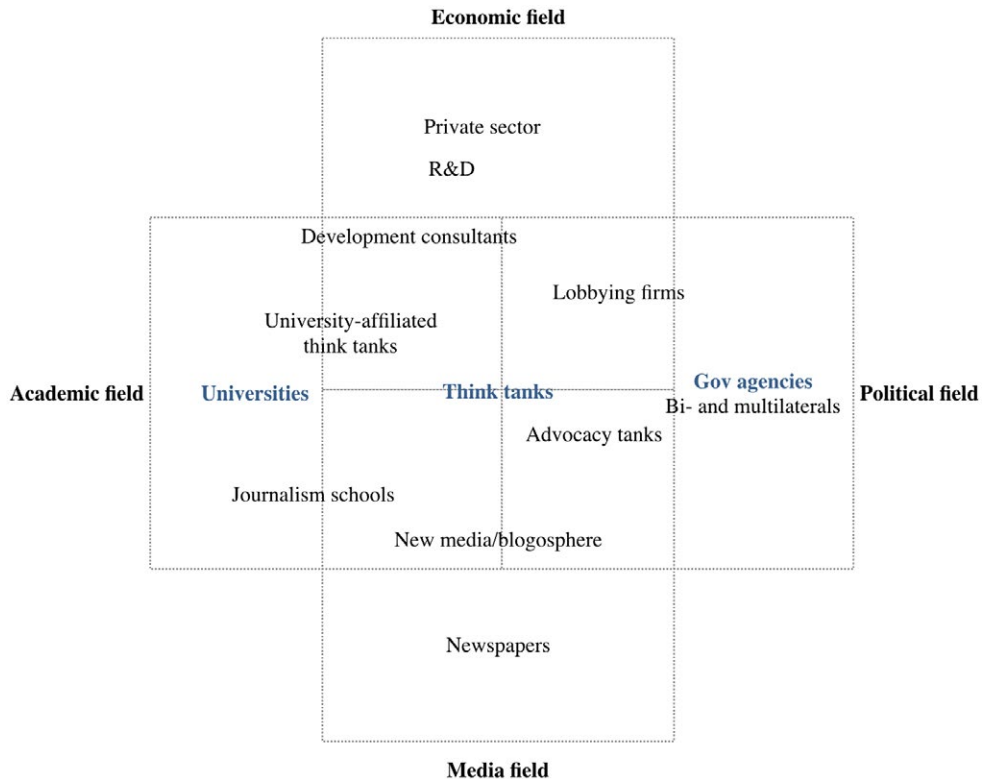 Economic field
Private sector
R&D
Development consultants
Lobbying firms
University-affiliated
think tanks
Academic field
Universities
Think tanks
Gov agencies
Bi- and multilaterals
Political field
Advocacy tanks
Journalism schools
New media/blogosphere
Newspapers
Media field